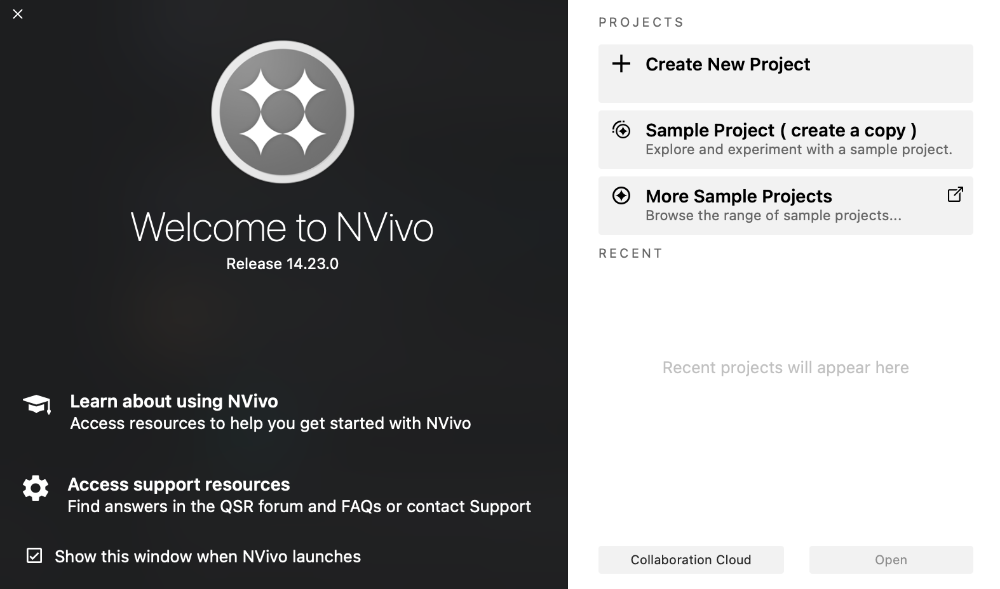 Welcome to NVivo
Release 14.23.0
Learn about using NVivo
Access resources to help you get started with NVivo
Access support resources
Find answers in the QSR forum and FAQs or contact Support
Show this window when NVivo launches
PROJECTS
Create New Project
Sample Project ( create a copy )
Explore and experiment with a sample project.
More Sample Projects
Browse the range of sample projects...
RECENT
Recent projects will appear here
Collaboration Cloud
Open